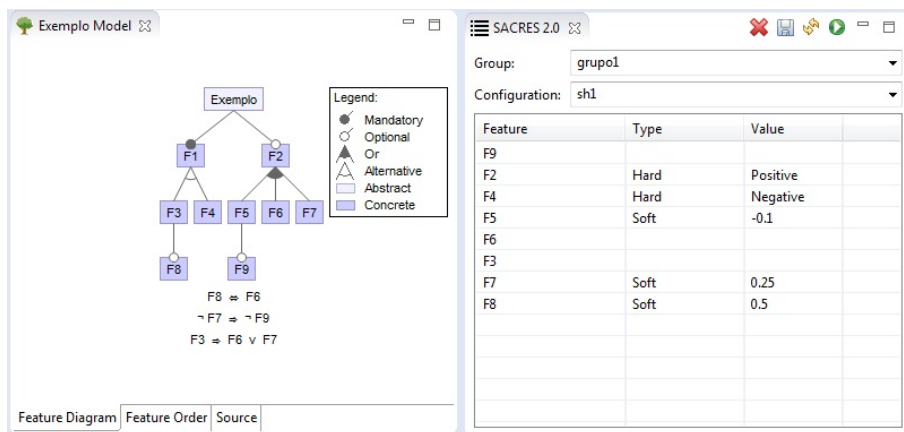 Exemplo Model
Exemplo
F1
F2
F3
F4
F5
F6
F7
F8
F9
F8 ⇔ F6
¬ F7 ⇒ ¬ F9
F3 ⇒ F6 ∨ F7
Legend:
Mandatory
Optional
Or
Alternative
Abstract
Concrete
Feature Diagram Feature Order Source
SACRES 2.0
Group: grupo1
Configuration: sh1
Feature Type Value
F9
F2 Hard Positive
F4 Hard Negative
F5 Soft -0.1
F6
F3
F7 Soft 0.25
F8 Soft 0.5